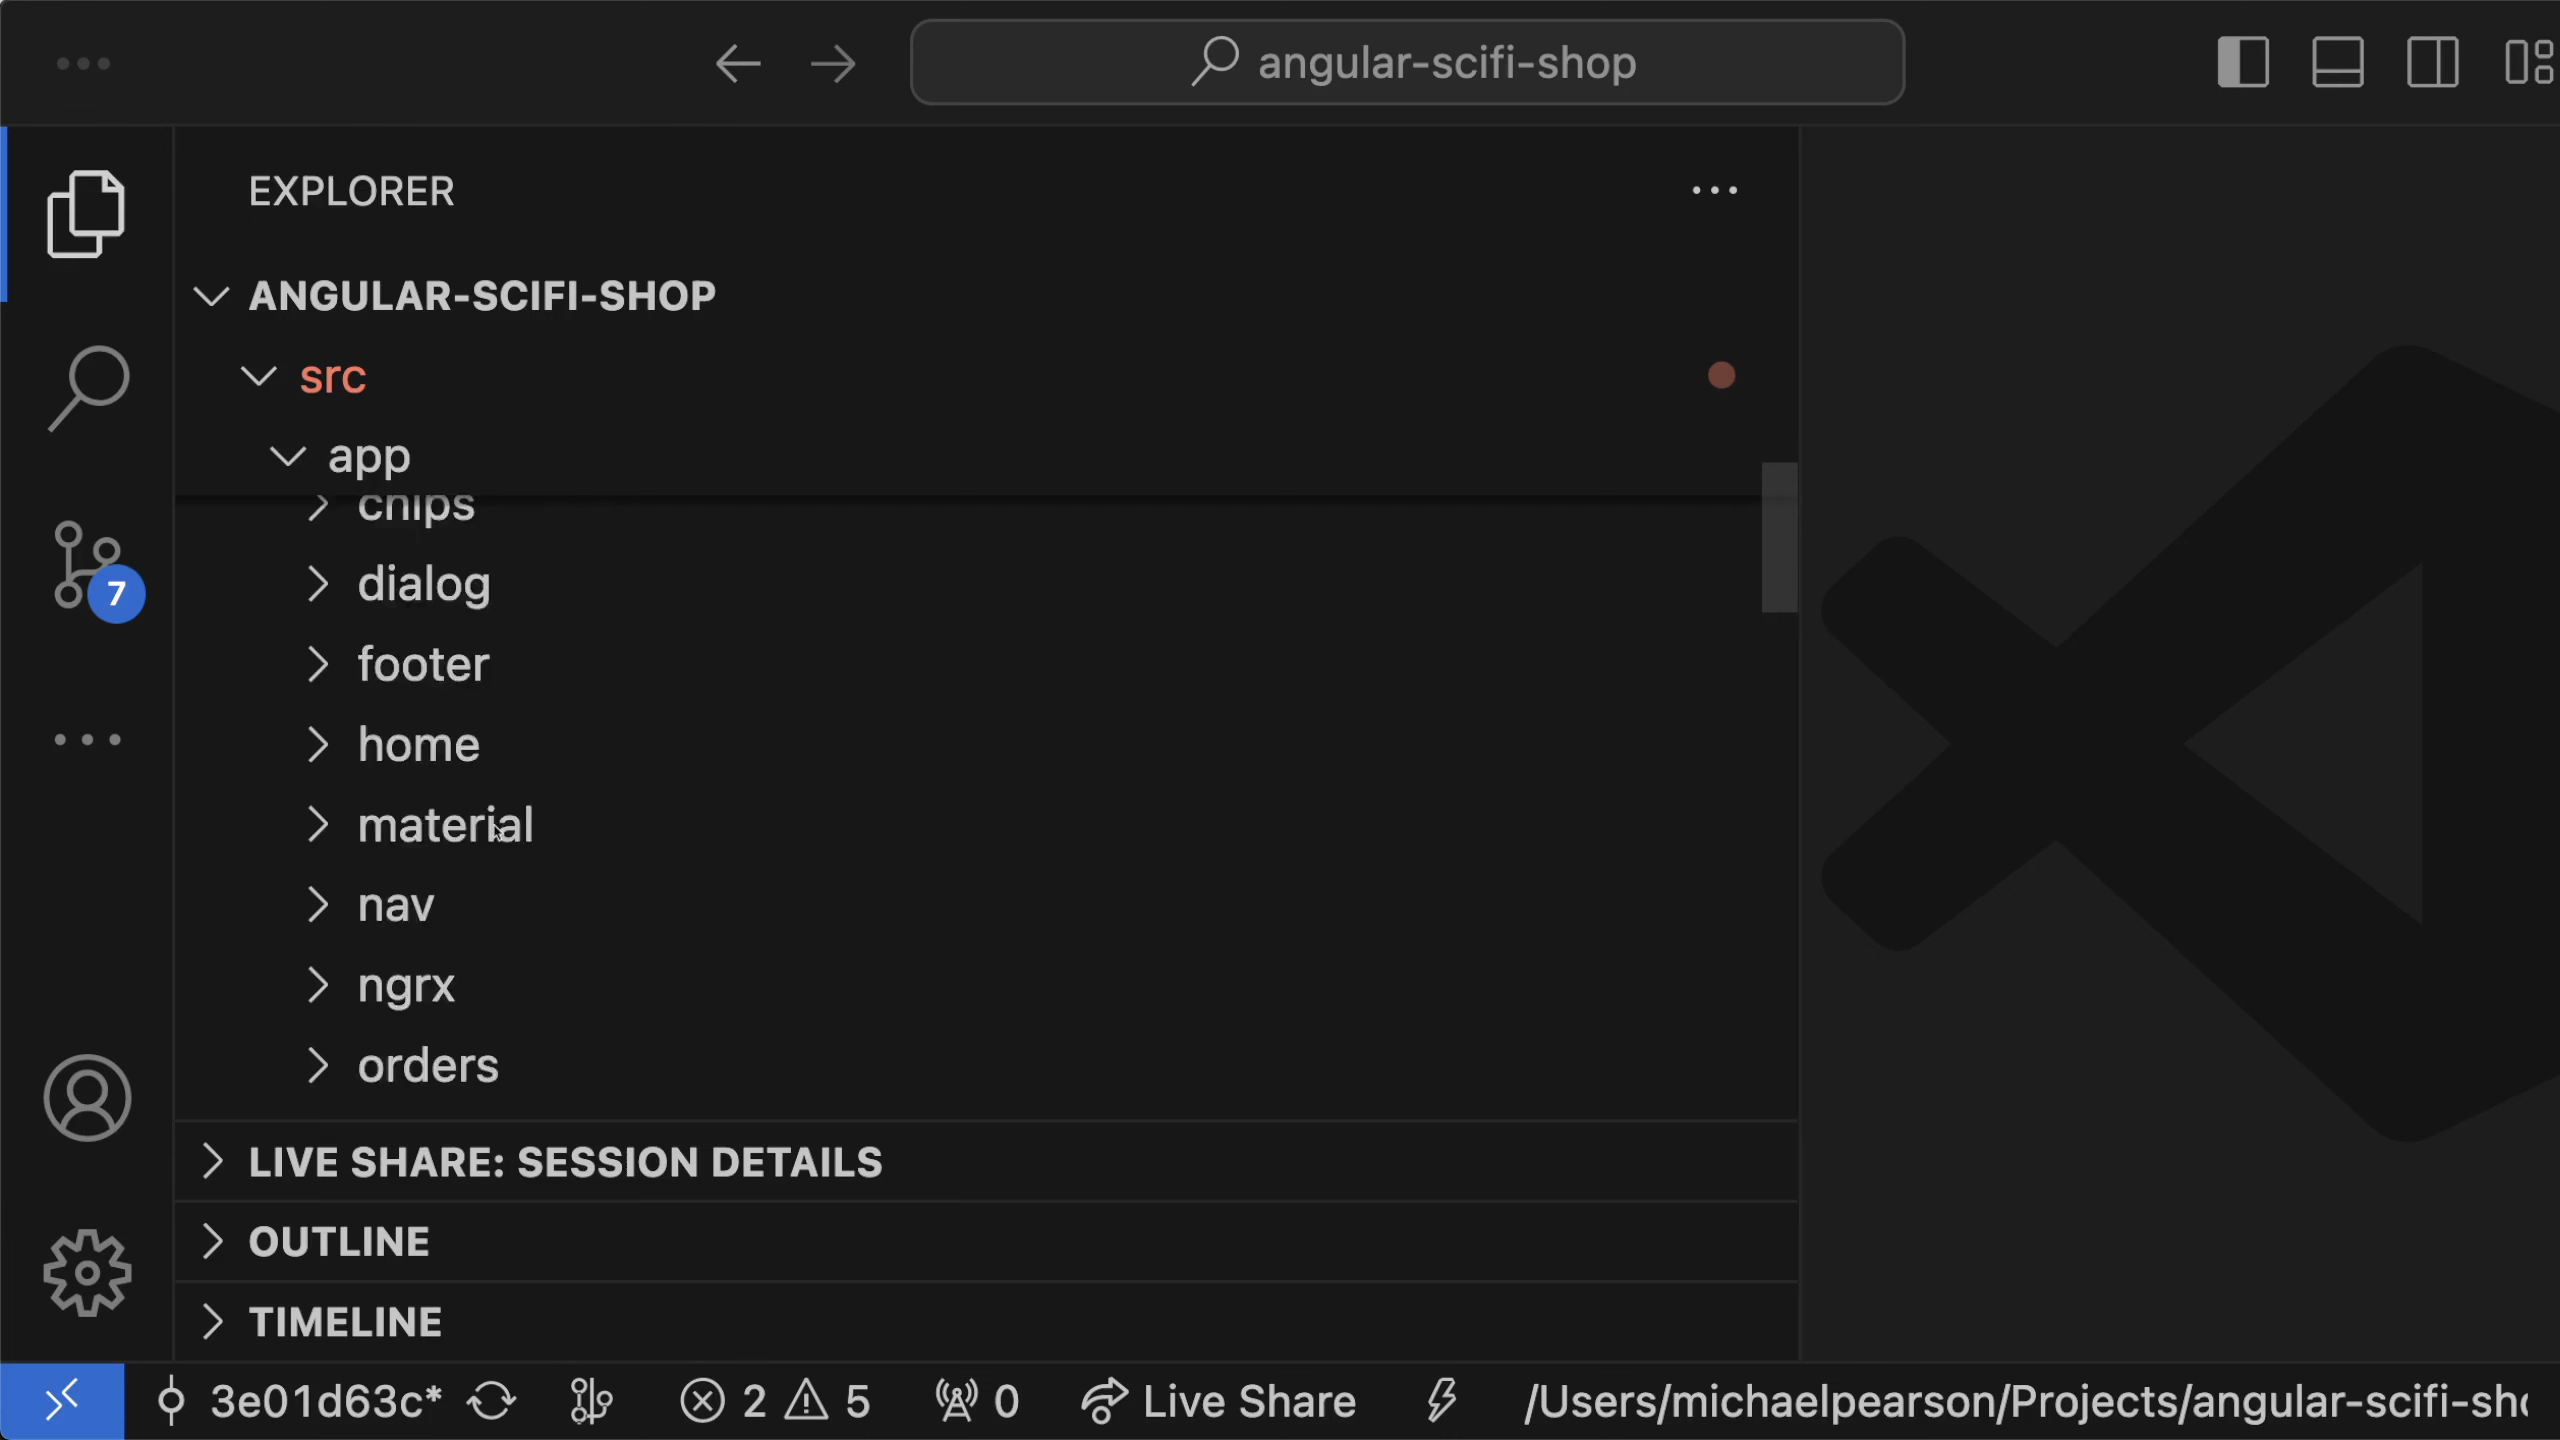 angular-scifi-shop
EXPLORER
ANGULAR-SCIFI-SHOP
src
app
chips
dialog
footer
home
material
nav
ngrx
orders
7
LIVE SHARE: SESSION DETAILS
OUTLINE
TIMELINE
3e01d63c* 2 5 0 Live Share /Users/michaelpearson/Projects/angular-scifi-sho